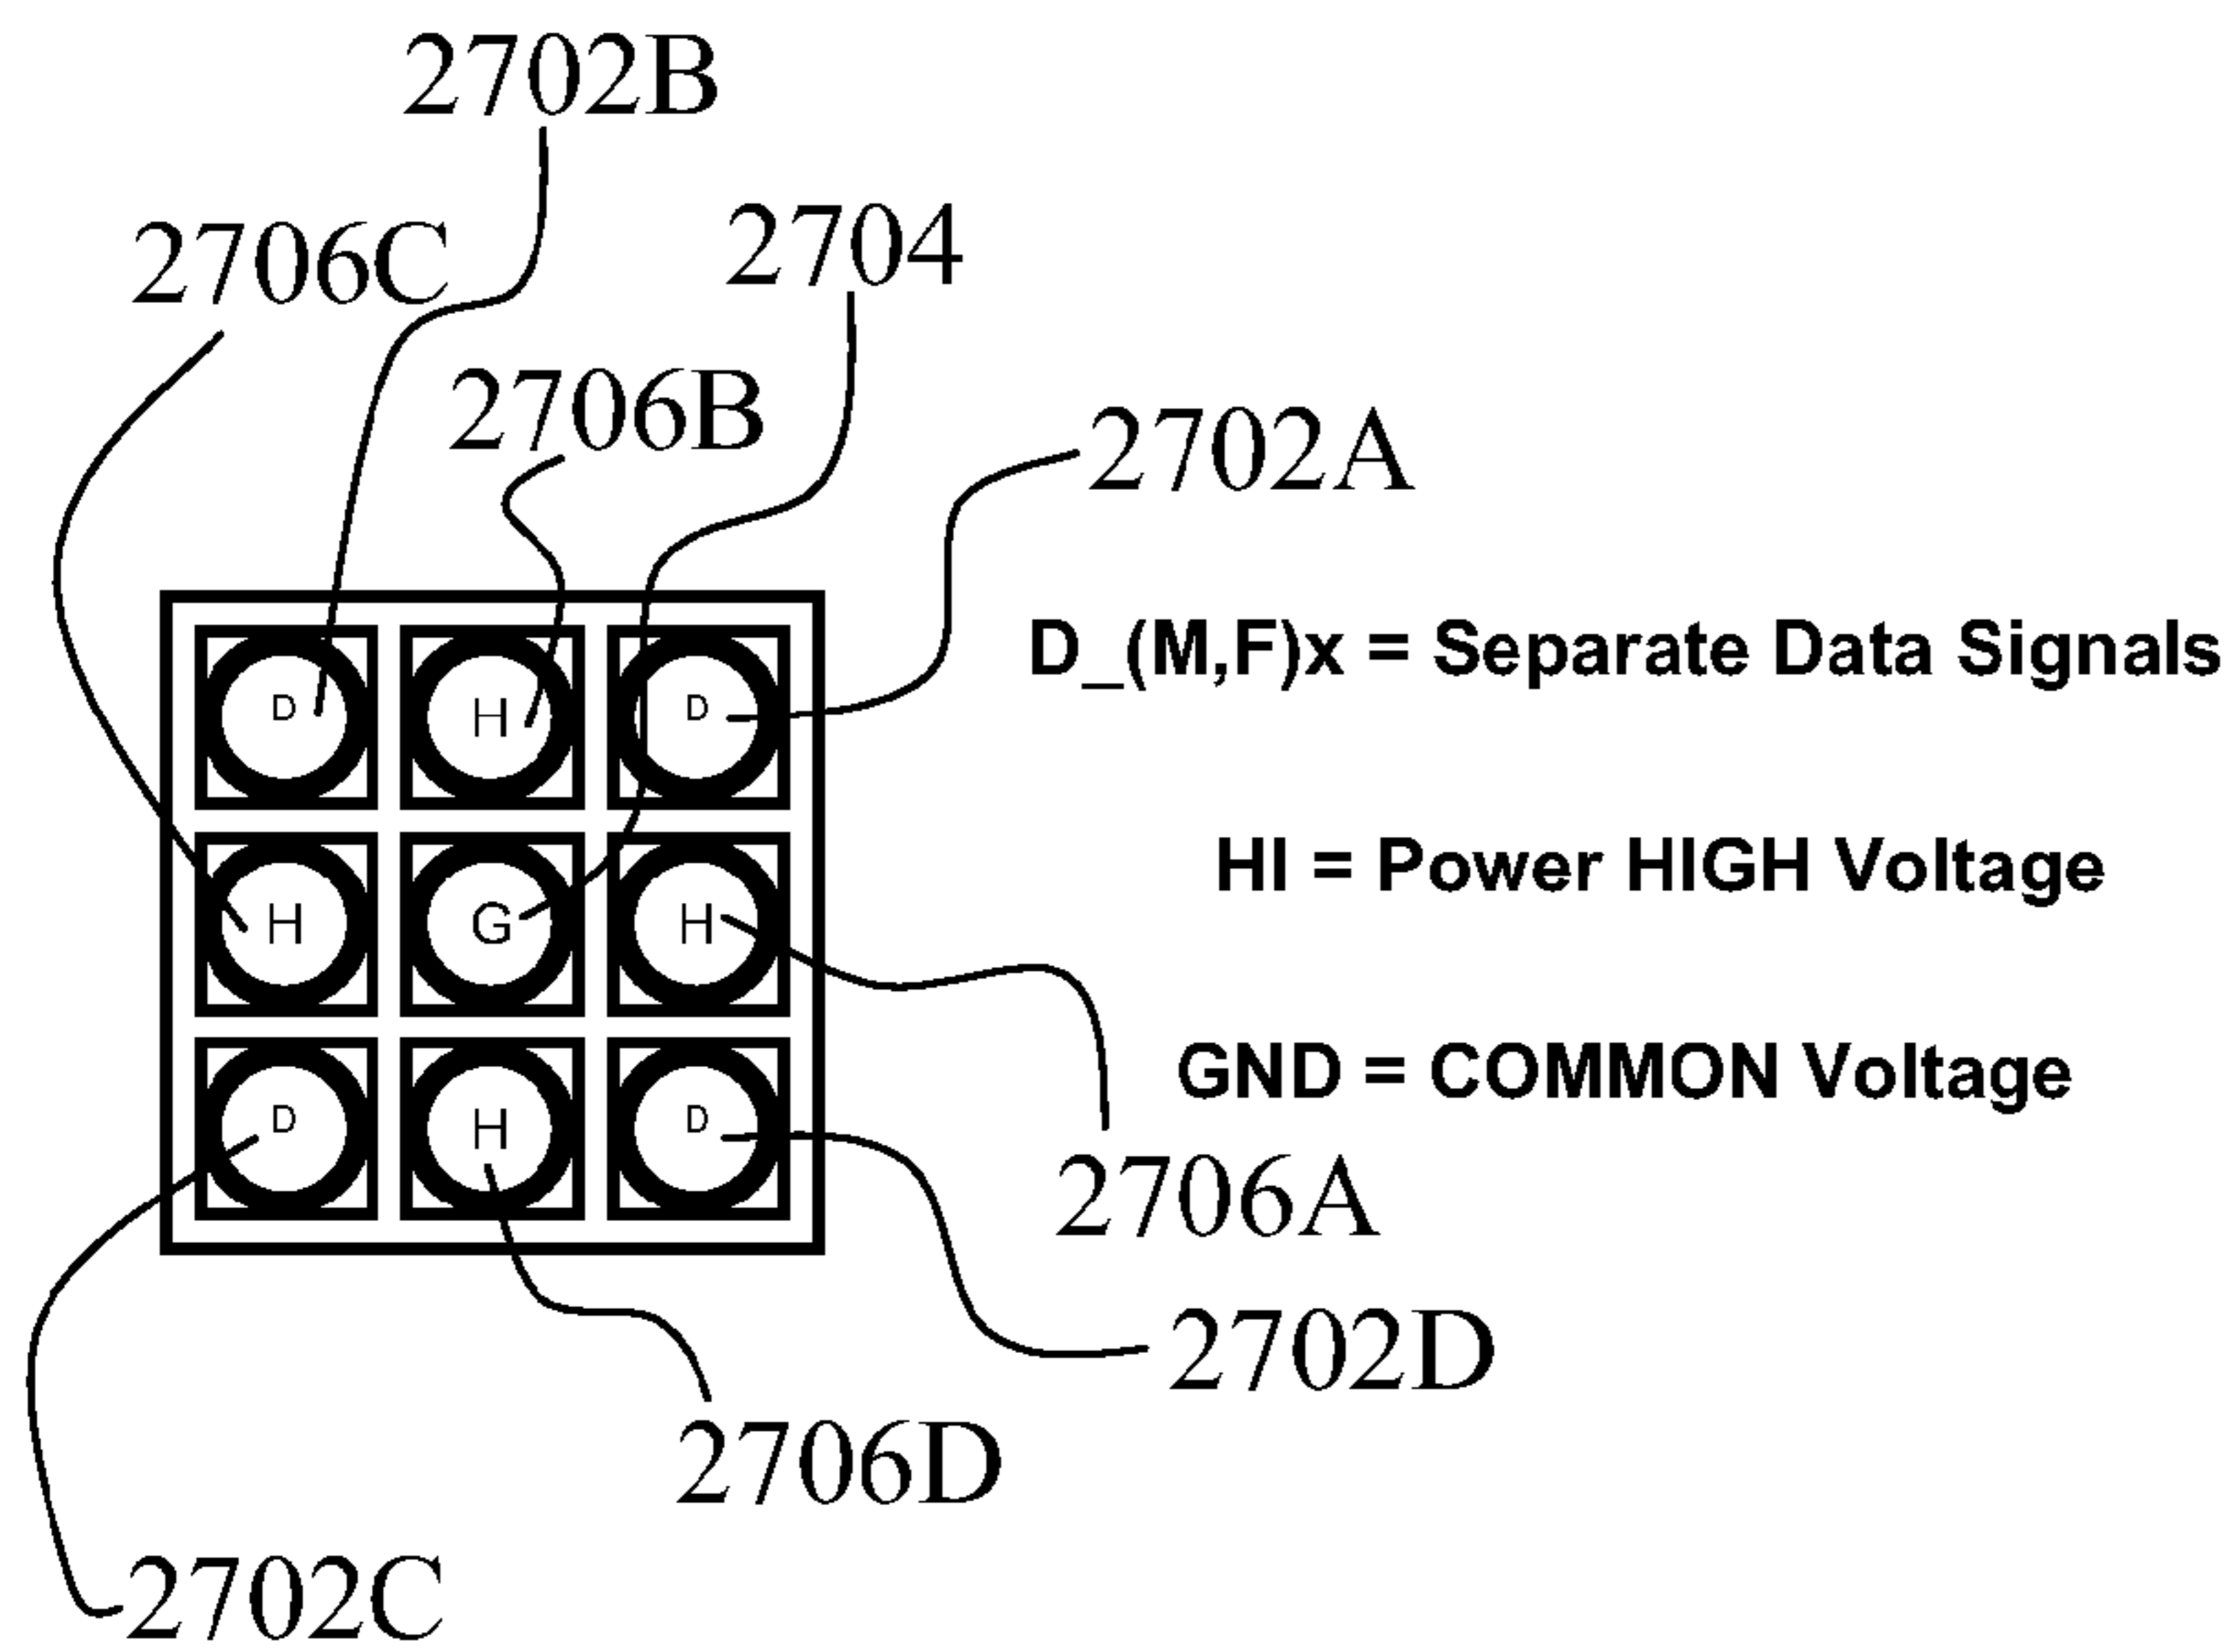 2702B
2706C
2704
2706B
2702A
D_(M,F)x = Separate Data Signals
D H D
HI = Power HIGH Voltage
H G H
GND = COMMON Voltage
D H D
2706A
2702D
2706D
2702C